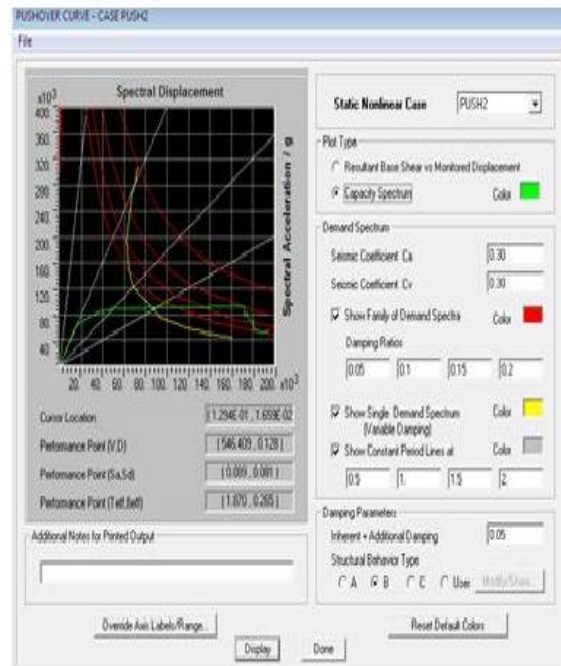 PUSHOVER CURVE - CASE PUSH2
File
Spectral Displacement
x10³
400.
360.
320.
280.
240.
200.
160.
120.
80.
40.
20. 40. 60. 80. 100. 120. 140. 160. 180. 200. x10³
Spectral Acceleration / g
Cursor Location
(1.294E-01 , 1.659E-02
Performance Point (V,D)
( 546.409 , 0.128 )
Performance Point (Sa,Sd)
( 0.089 , 0.081 )
Performance Point (Teff,Beff)
( 1.870 , 0.265 )
Additional Notes for Printed Output
Override Axis Labels/Range...
Display
Done
Static Nonlinear Case
PUSH2
Plot Type
Resultant Base Shear vs Monitored Displacement
Capacity Spectrum
Color
Demand Spectrum
Seismic Coefficient Ca
0.30
Seismic Coefficient Cv
0.30
Show Family of Demand Spectra
Color
Damping Ratios
0.05 0.1 0.15 0.2
Show Single Demand Spectrum
Color
(Variable Damping)
Show Constant Period Lines at
Color
0.5 1. 1.5 2.
Damping Parameters
Inherent + Additional Damping
0.05
Structural Behavior Type
A B C User Modify/Show...
Reset Default Colors